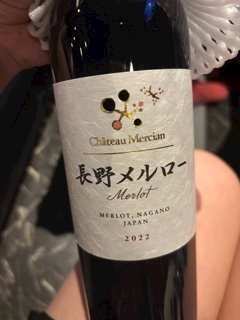 Château Mercian
長野メルロー
Merlot
MERLOT, NAGANO
JAPAN
2022